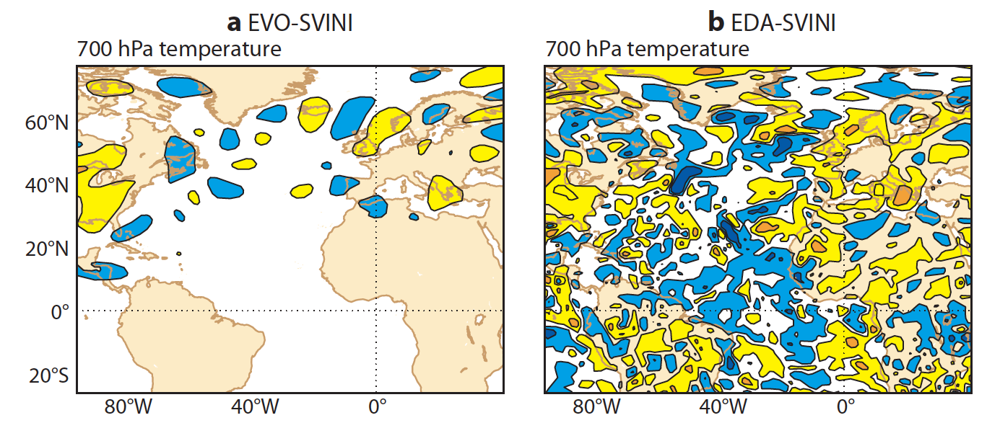 a EVO-SVINI
700 hPa temperature
60°N
40°N
20°N
0°
20°S
80°W 40°W 0°
b EDA-SVINI
700 hPa temperature
80°W 40°W 0°